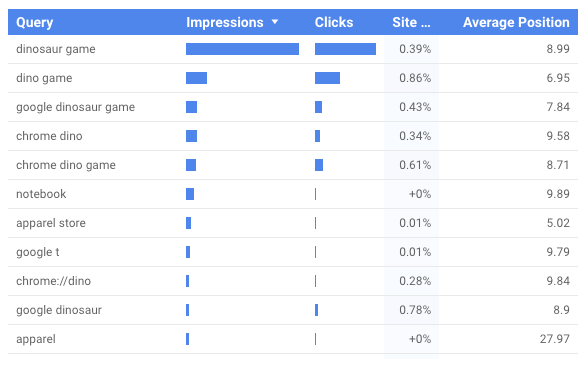 Query Impressions Clicks Site ... Average Position
dinosaur game 0.39% 8.99
dino game 0.86% 6.95
google dinosaur game 0.43% 7.84
chrome dino 0.34% 9.58
chrome dino game 0.61% 8.71
notebook +0% 9.89
apparel store 0.01% 5.02
google t 0.01% 9.79
chrome://dino 0.28% 9.84
google dinosaur 0.78% 8.9
apparel +0% 27.97